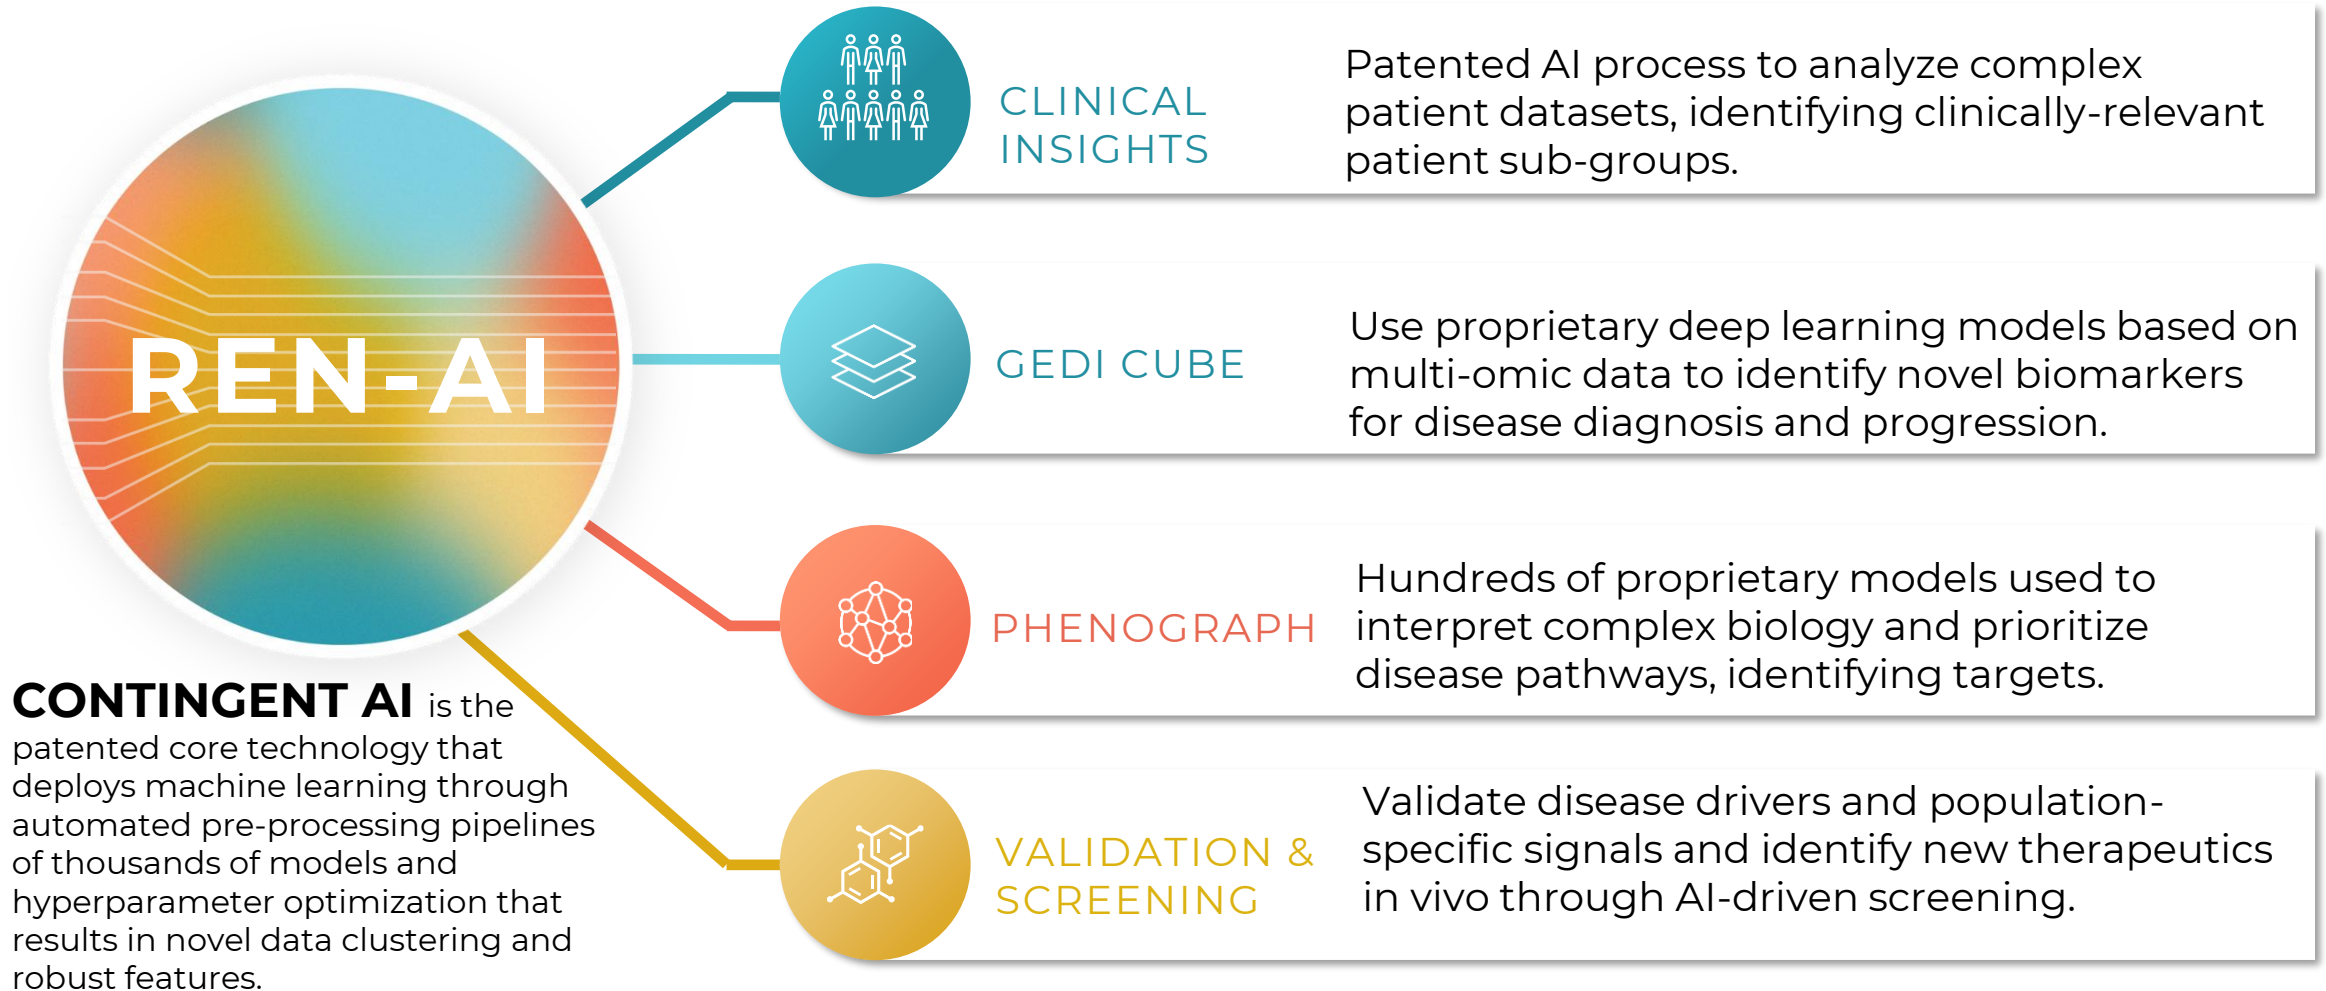 REN-AI
CONTINGENT AI is the
patented core technology that
deploys machine learning through
automated pre-processing pipelines
of thousands of models and
hyperparameter optimization that
results in novel data clustering and
robust features.
CLINICAL
INSIGHTS
Patented AI process to analyze complex
patient datasets, identifying clinically-relevant
patient sub-groups.
GEDI CUBE
Use proprietary deep learning models based on
multi-omic data to identify novel biomarkers
for disease diagnosis and progression.
PHENOGRAPH
Hundreds of proprietary models used to
interpret complex biology and prioritize
disease pathways, identifying targets.
VALIDATION &
SCREENING
Validate disease drivers and population-
specific signals and identify new therapeutics
in vivo through AI-driven screening.